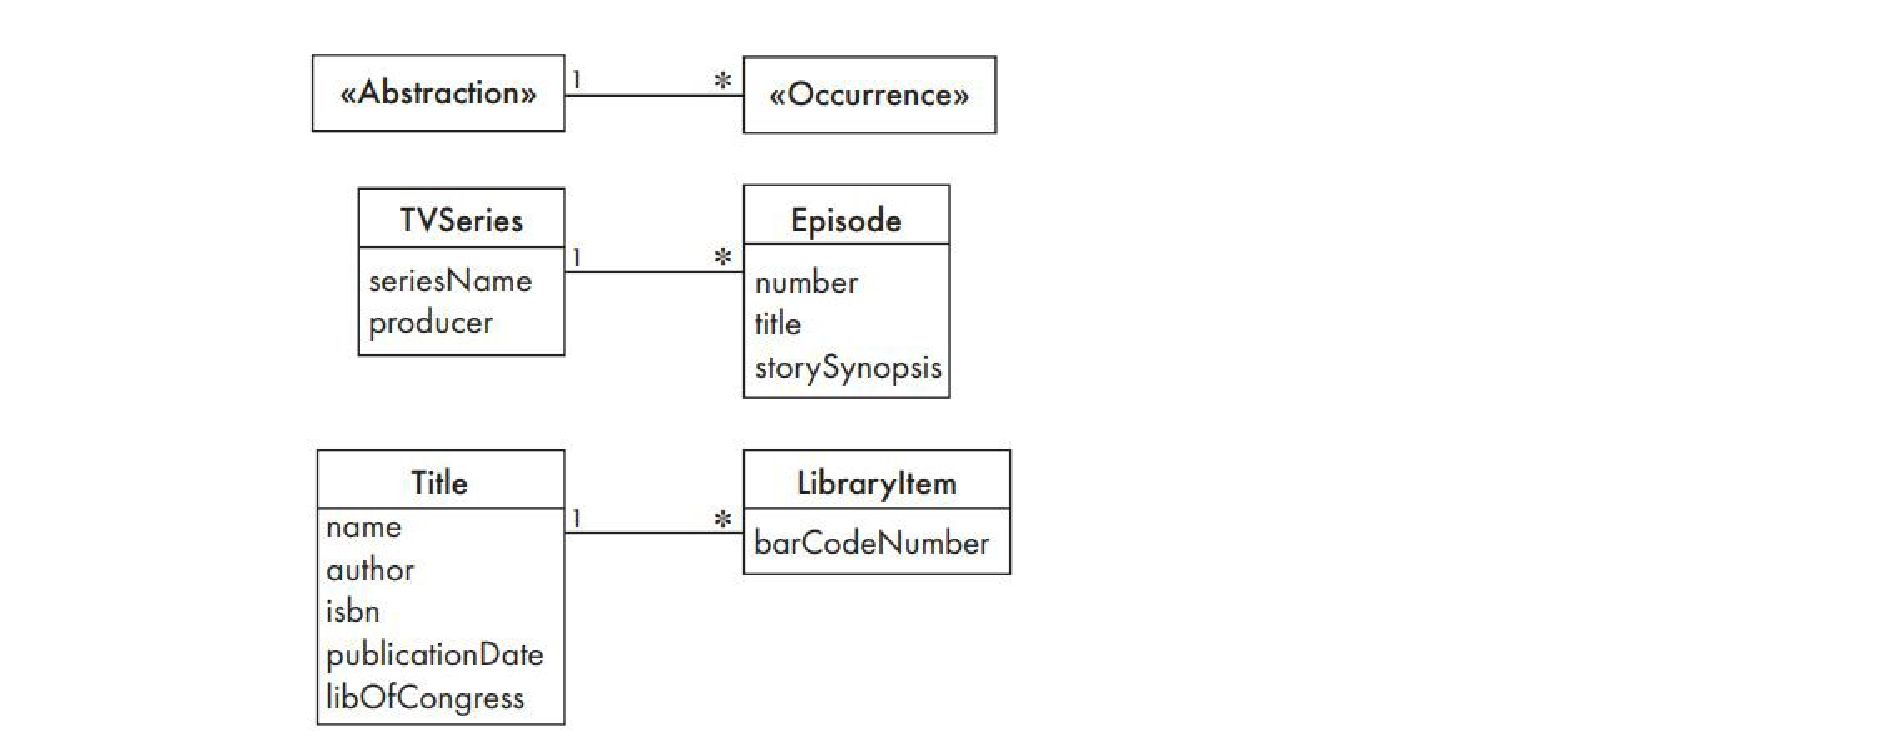 «Abstraction» 1 * «Occurrence»
TVSeries
seriesName
producer
1 *
Episode
number
title
storySynopsis
Title
name
author
isbn
publicationDate
libOfCongress
1 *
LibraryItem
barCodeNumber